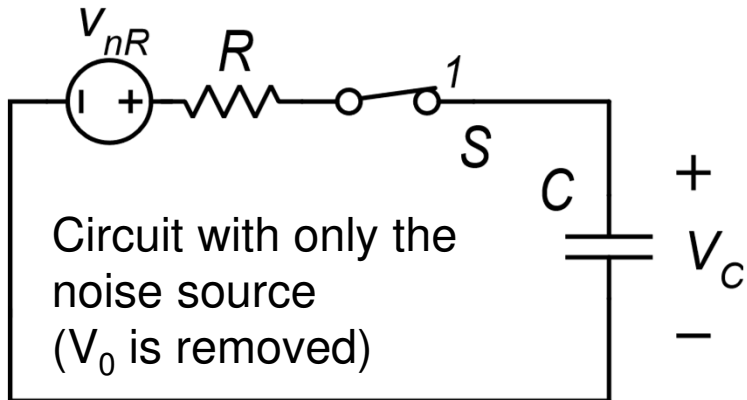 V_nR
R
1
S
C
+
V_C
−
Circuit with only the
noise source
(V_0 is removed)